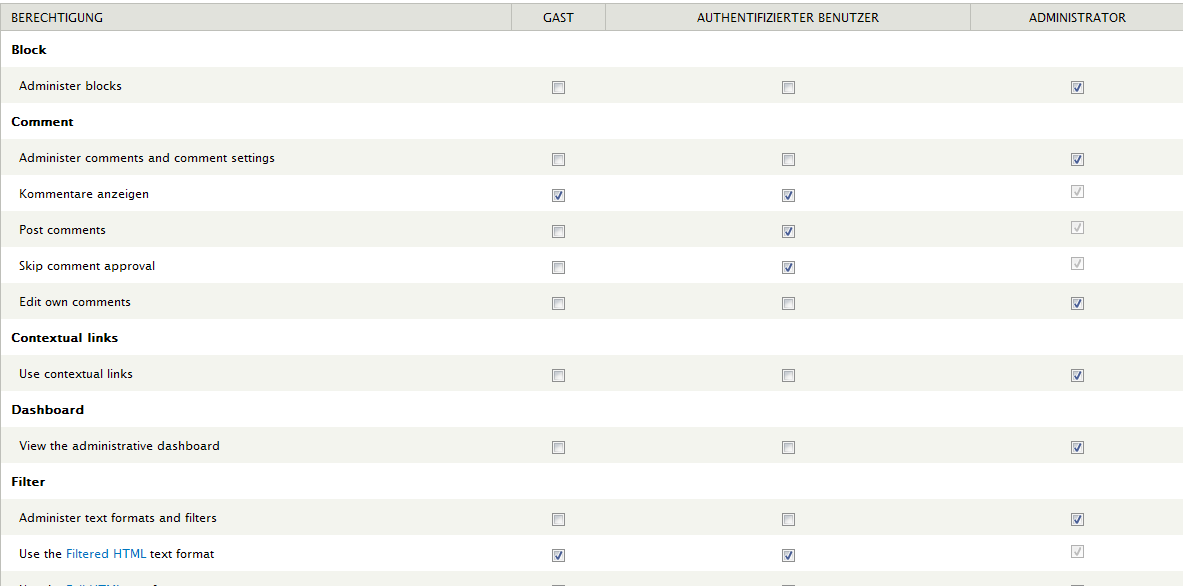 BERECHTIGUNG GAST AUTHENTIFIZIERTER BENUTZER ADMINISTRATOR
Block
Administer blocks
Comment
Administer comments and comment settings
Kommentare anzeigen
Post comments
Skip comment approval
Edit own comments
Contextual links
Use contextual links
Dashboard
View the administrative dashboard
Filter
Administer text formats and filters
Use the Filtered HTML text format